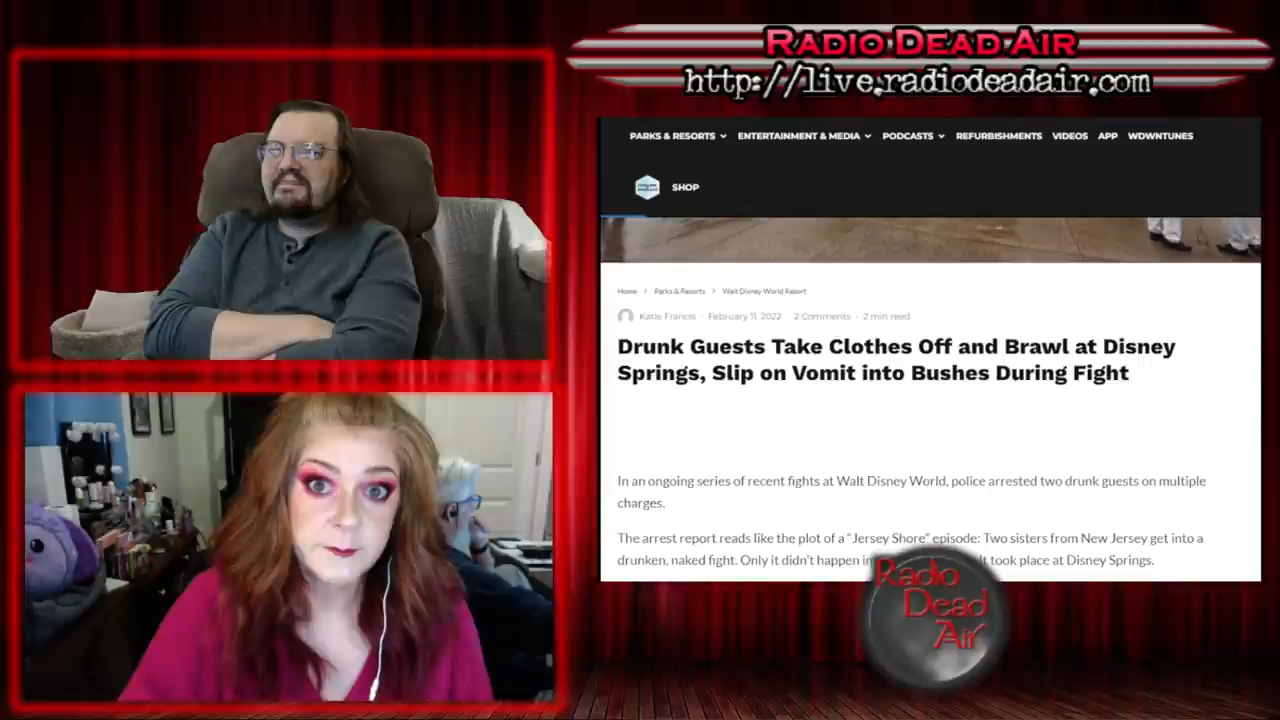 RADIO DEAD AIR
http://live.radiodeadair.com
PARKS & RESORTS ENTERTAINMENT & MEDIA PODCASTS REFURBISHMENTS VIDEOS APP WDWNTUNES
SHOP
Home > Parks & Resorts > Walt Disney World Resort
Katie Francis - February 11, 2022 2 Comments - 2 min read
Drunk Guests Take Clothes Off and Brawl at Disney
Springs, Slip on Vomit into Bushes During Fight
In an ongoing series of recent fights at Walt Disney World, police arrested two drunk guests on multiple
charges.
The arrest report reads like the plot of a “Jersey Shore” episode: Two sisters from New Jersey get into a
drunken, naked fight. Only it didn't happen in It took place at Disney Springs.
Radio
Dead
Air